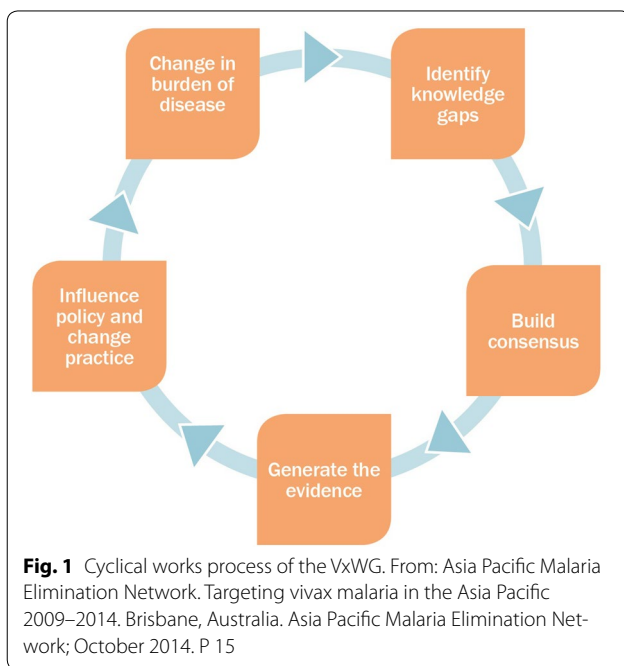 Change in
burden of
disease
Identify
knowledge
gaps
Build
consensus
Generate the
evidence
Influence
policy and
change
practice
Fig. 1 Cyclical works process of the VxWG. From: Asia Pacific Malaria
Elimination Network. Targeting vivax malaria in the Asia Pacific
2009–2014. Brisbane, Australia. Asia Pacific Malaria Elimination Net-
work; October 2014. P 15